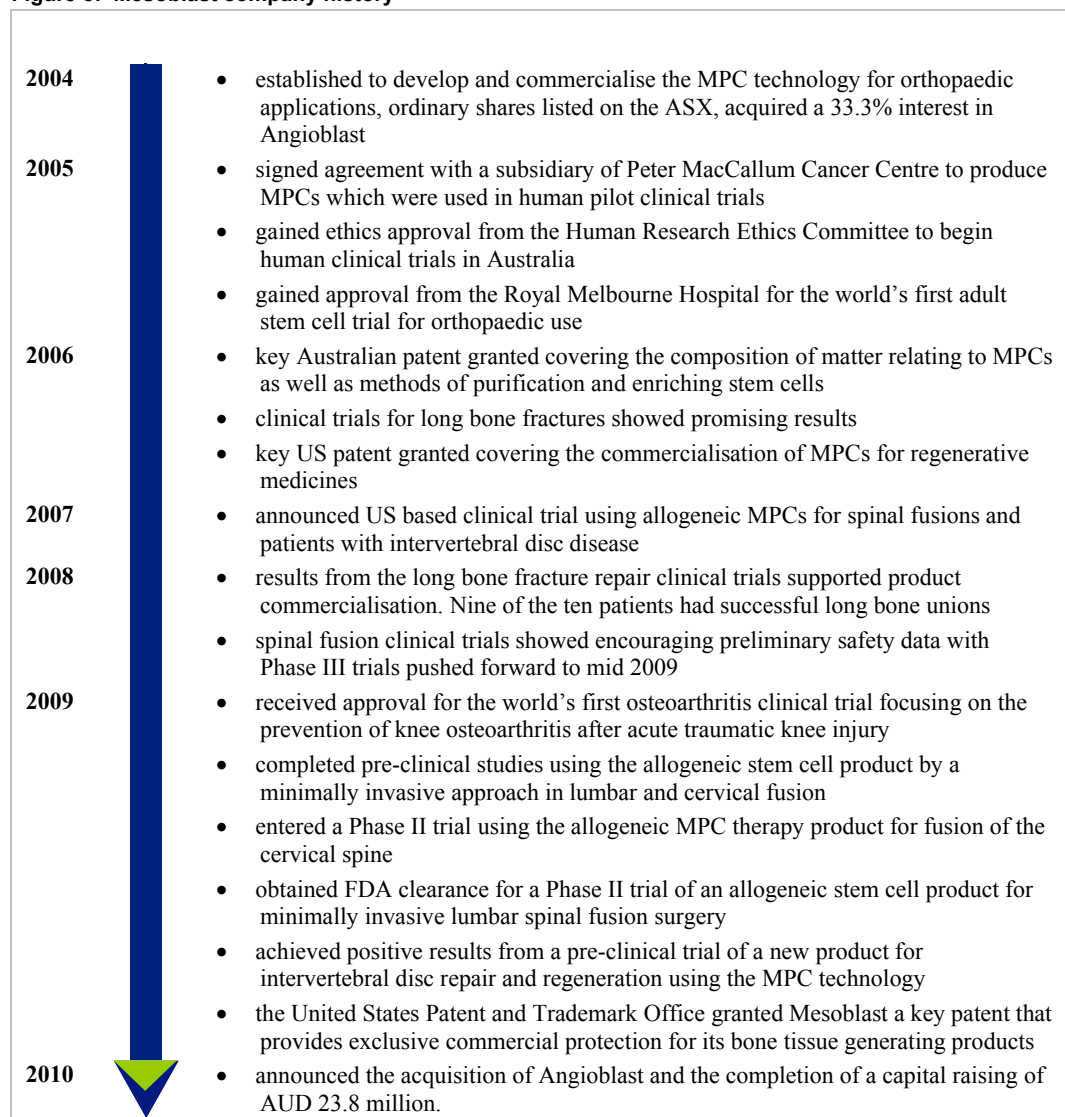 2004 • established to develop and commercialise the MPC technology for orthopaedic
applications, ordinary shares listed on the ASX, acquired a 33.3% interest in
Angioblast
2005 • signed agreement with a subsidiary of Peter MacCallum Cancer Centre to produce
MPCs which were used in human pilot clinical trials
• gained ethics approval from the Human Research Ethics Committee to begin
human clinical trials in Australia
• gained approval from the Royal Melbourne Hospital for the world's first adult
stem cell trial for orthopaedic use
2006 • key Australian patent granted covering the composition of matter relating to MPCs
as well as methods of purification and enriching stem cells
• clinical trials for long bone fractures showed promising results
• key US patent granted covering the commercialisation of MPCs for regenerative
medicines
2007 • announced US based clinical trial using allogeneic MPCs for spinal fusions and
patients with intervertebral disc disease
2008 • results from the long bone fracture repair clinical trials supported product
commercialisation. Nine of the ten patients had successful long bone unions
• spinal fusion clinical trials showed encouraging preliminary safety data with
Phase III trials pushed forward to mid 2009
2009 • received approval for the world's first osteoarthritis clinical trial focusing on the
prevention of knee osteoarthritis after acute traumatic knee injury
• completed pre-clinical studies using the allogeneic stem cell product by a
minimally invasive approach in lumbar and cervical fusion
• entered a Phase II trial using the allogeneic MPC therapy product for fusion of the
cervical spine
• obtained FDA clearance for a Phase II trial of an allogeneic stem cell product for
minimally invasive lumbar spinal fusion surgery
• achieved positive results from a pre-clinical trial of a new product for
intervertebral disc repair and regeneration using the MPC technology
• the United States Patent and Trademark Office granted Mesoblast a key patent that
provides exclusive commercial protection for its bone tissue generating products
2010 • announced the acquisition of Angioblast and the completion of a capital raising of
AUD 23.8 million.